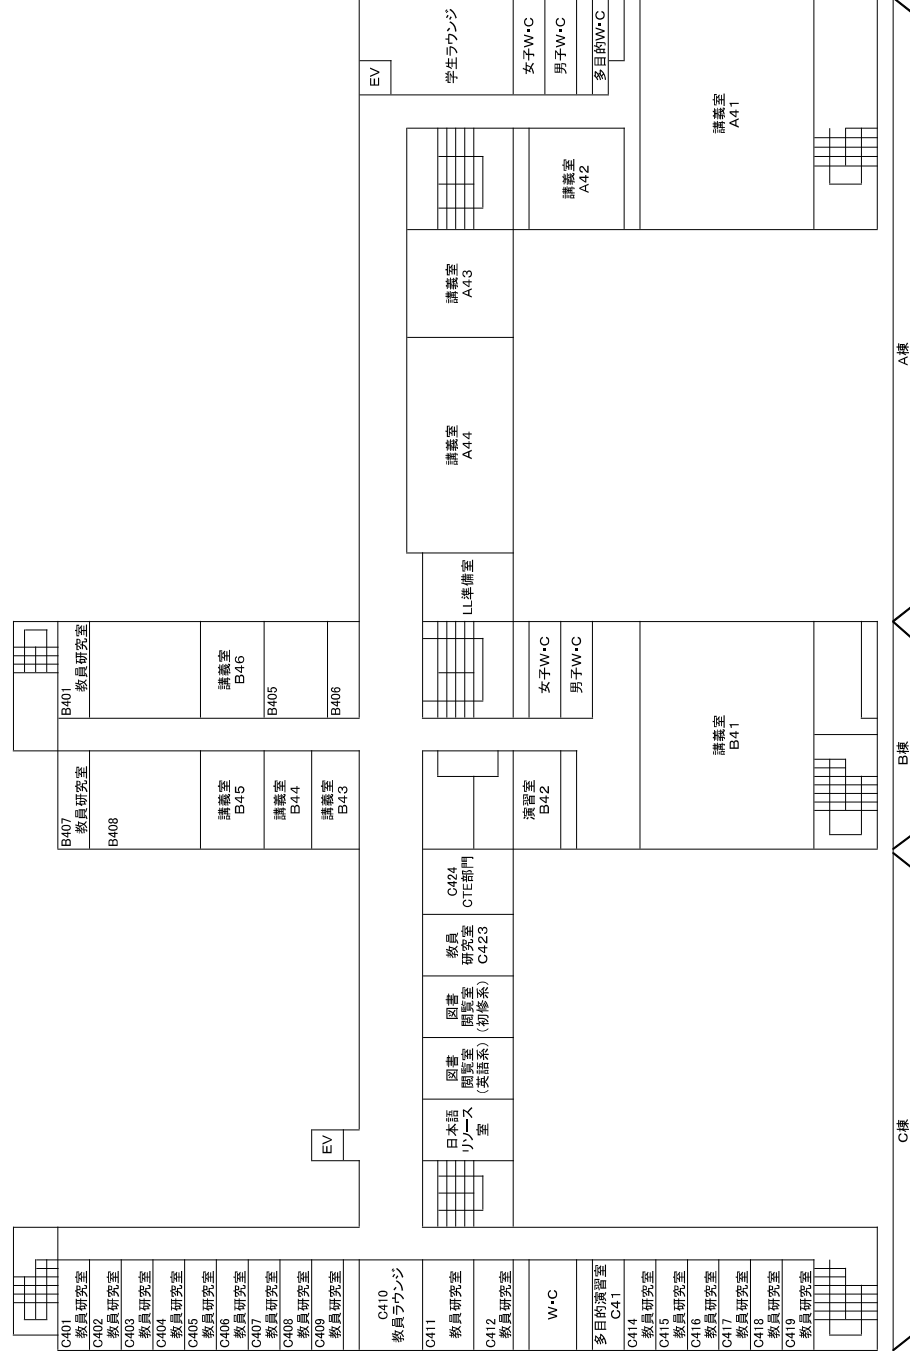 EV
学生ラウンジ
女子W・C
男子W・C
多目的W・C
講義室
A41
講義室
A42
講義室
A43
講義室
A44
A棟
LL準備室
B401
教員研究室
講義室
B46
B405
B406
女子W・C
男子W・C
講義室
B41
B棟
B407
教員研究室
B408
講義室
B45
講義室
B44
講義室
B43
演習室
B42
C424
CTE部門
教員
研究室
C423
図書
閲覧室
（初修系）
図書
閲覧室
（英語系）
日本語
リソース
室
EV
C棟
C401
教員研究室
C402
教員研究室
C403
教員研究室
C404
教員研究室
C405
教員研究室
C406
教員研究室
C407
教員研究室
C408
教員研究室
C409
教員研究室
C410
教員ラウンジ
C411
教員研究室
C412
教員研究室
W・C
多目的演習室
C41
C414
教員研究室
C415
教員研究室
C416
教員研究室
C417
教員研究室
C418
教員研究室
C419
教員研究室